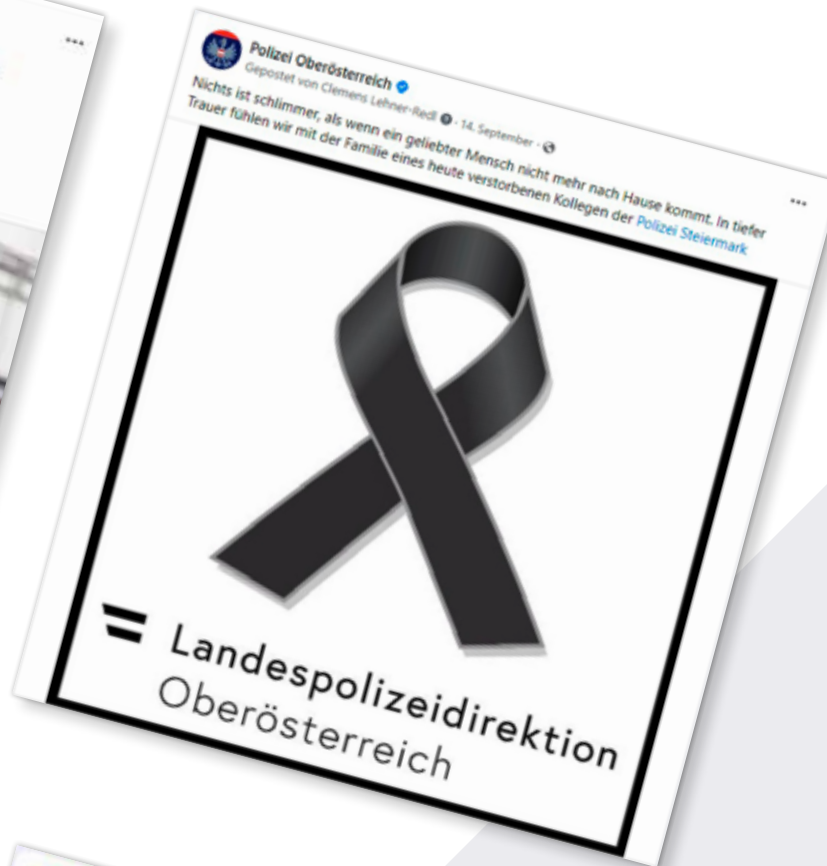 Polizei Oberösterreich
Gepostet von Clemens Lehner-Redl · 14. September ·
Nichts ist schlimmer, als wenn ein geliebter Mensch nicht mehr nach Hause kommt. In tiefer
Trauer fühlen wir mit der Familie eines heute verstorbenen Kollegen der Polizei Steiermark
Landespolizeidirektion
Oberösterreich